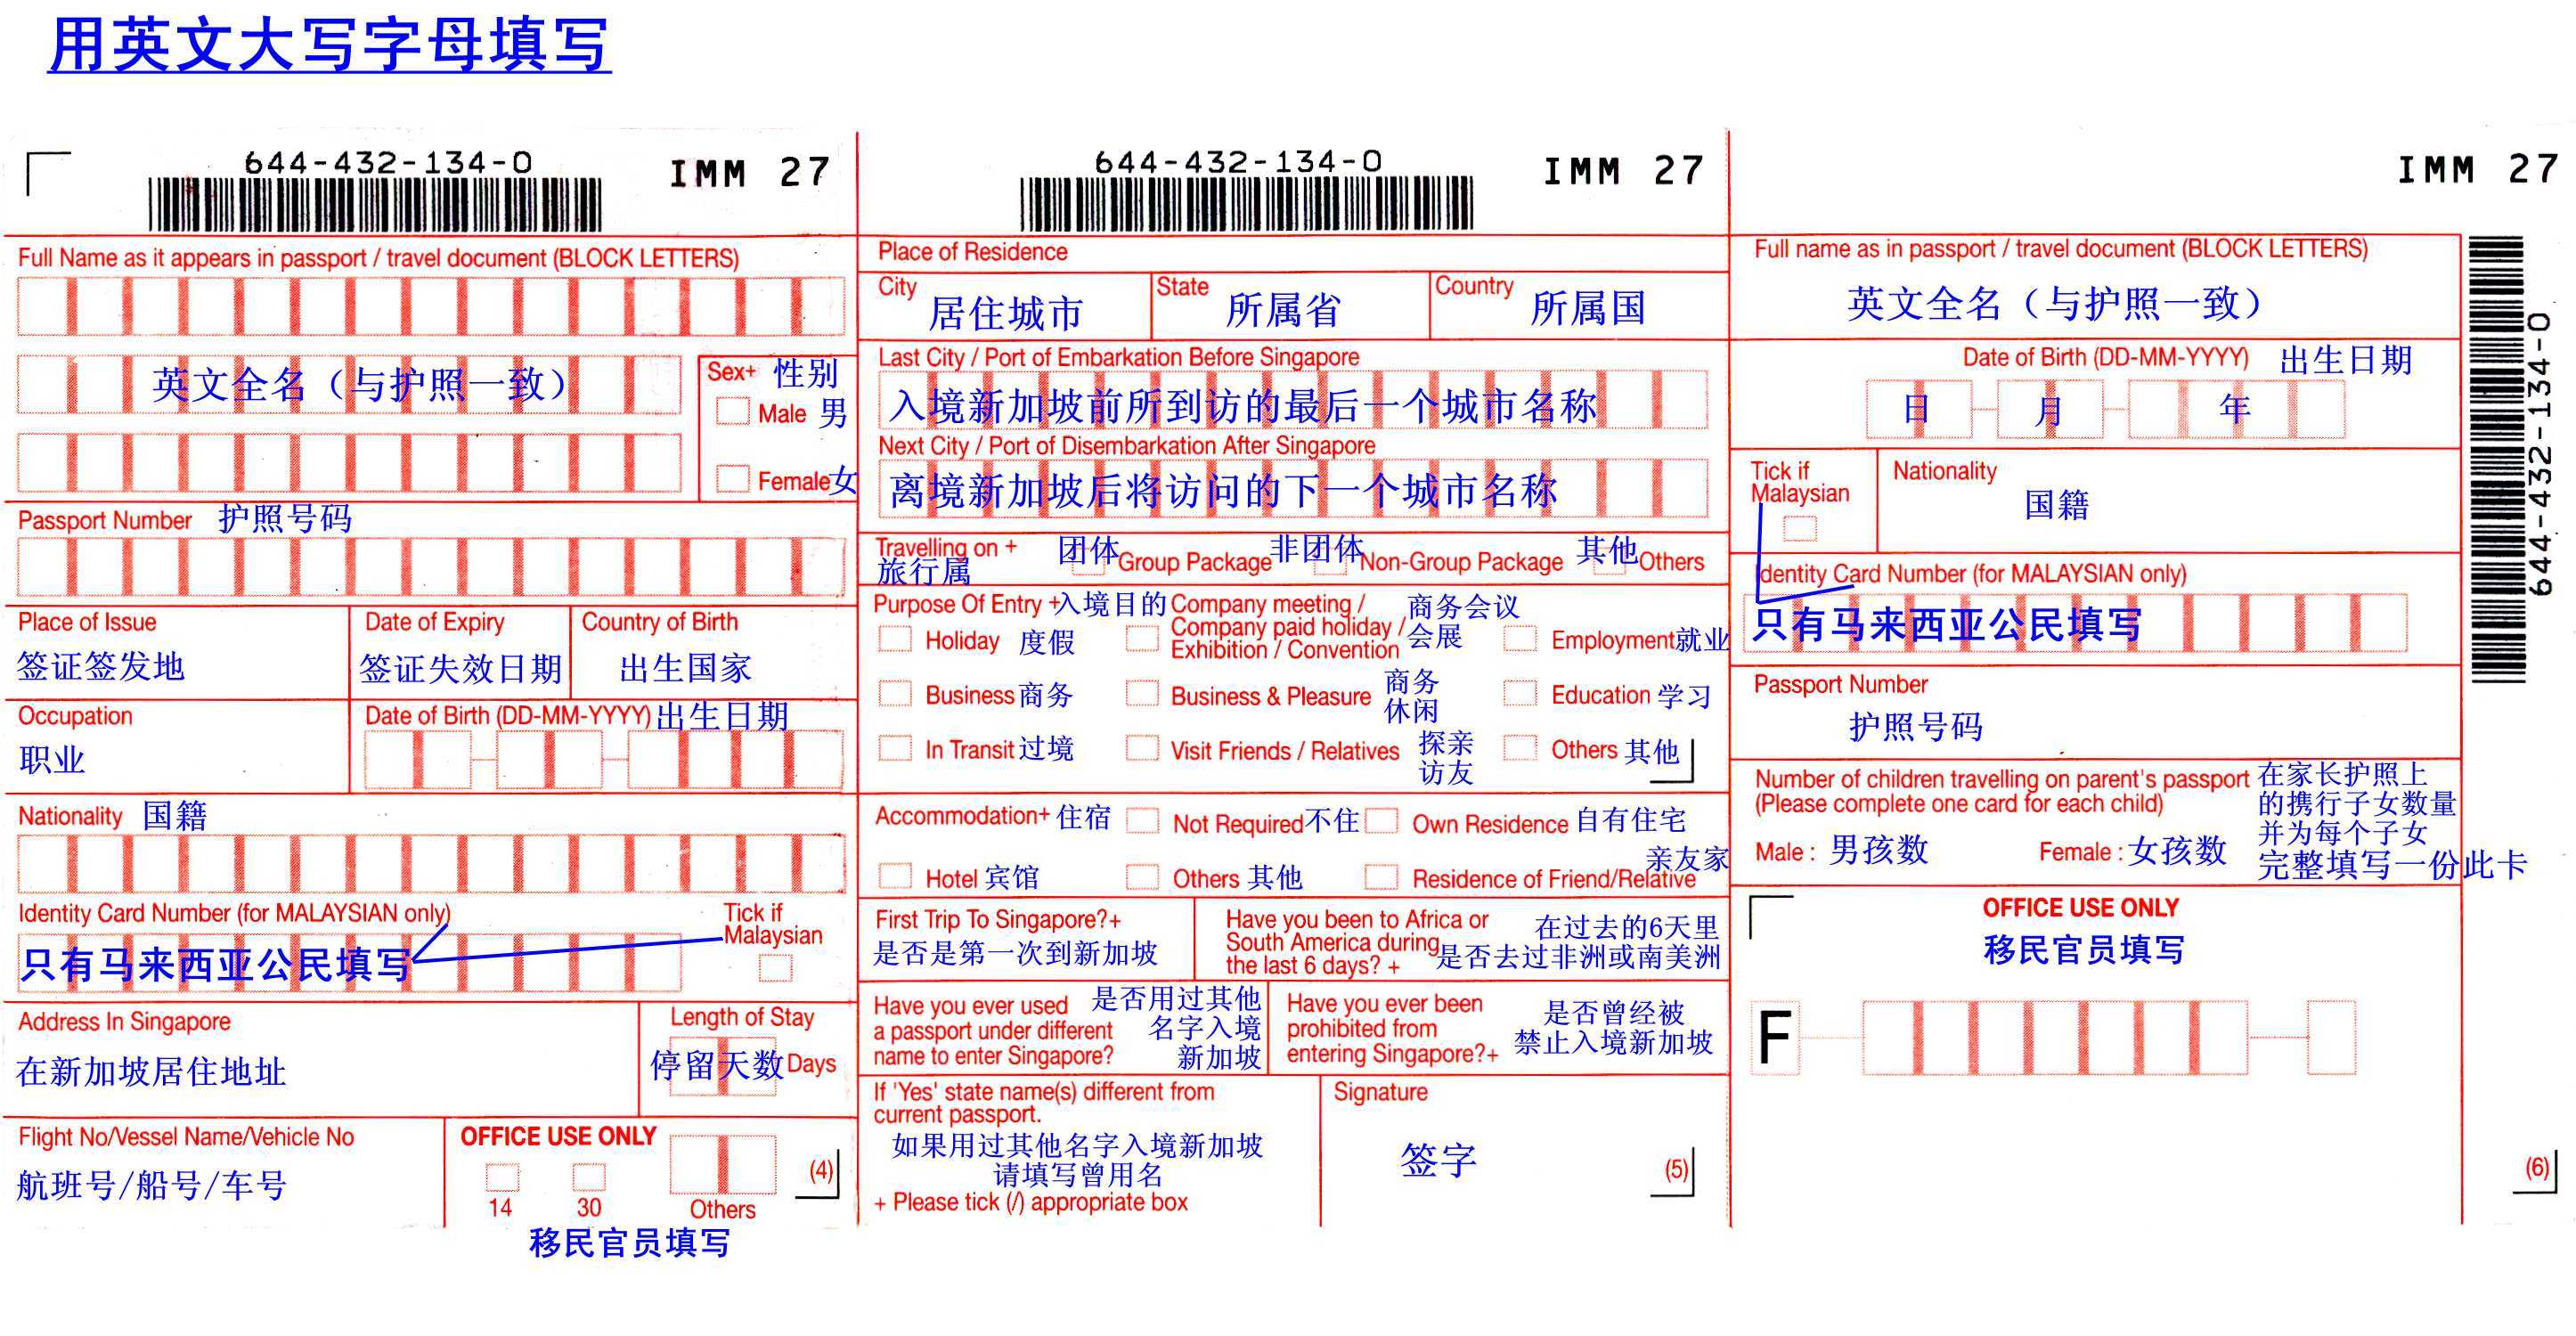 用英文大写字母填写
644-432-134-0
IMM 27
Full Name as it appears in passport / travel document (BLOCK LETTERS)
英文全名（与护照一致）
Sex+ 性别
Male 男
Female 女
Passport Number 护照号码
Place of Issue
签证签发地
Date of Expiry
签证失效日期
Country of Birth
出生国家
Occupation
职业
Date of Birth (DD-MM-YYYY) 出生日期
Nationality 国籍
Identity Card Number (for MALAYSIAN only)
只有马来西亚公民填写
Tick if
Malaysian
Address In Singapore
在新加坡居住地址
Length of Stay
停留天数 Days
Flight No/Vessel Name/Vehicle No
航班号/船号/车号
OFFICE USE ONLY
14 30 Others
(4)
移民官员填写
644-432-134-0
IMM 27
Place of Residence
City
居住城市
State
所属省
Country
所属国
Last City / Port of Embarkation Before Singapore
入境新加坡前所到访的最后一个城市名称
Next City / Port of Disembarkation After Singapore
离境新加坡后将访问的下一个城市名称
Travelling on +
旅行属
团体 Group Package 非团体 Non-Group Package 其他 Others
Purpose Of Entry + 入境目的
Holiday 度假
Company meeting /
Company paid holiday /
Exhibition / Convention
商务会议
会展
Employment 就业
Business 商务
Business & Pleasure 商务
休闲
Education 学习
In Transit 过境
Visit Friends / Relatives 探亲
访友
Others 其他
Accommodation+ 住宿
Not Required 不住
Own Residence 自有住宅
Hotel 宾馆
Others 其他
亲友家
Residence of Friend/Relative
First Trip To Singapore?+
是否是第一次到新加坡
Have you been to Africa or
South America during
the last 6 days? +
在过去的6天里
是否去过非洲或南美洲
Have you ever used
a passport under different
name to enter Singapore?
是否用过其他
名字入境
新加坡
Have you ever been
prohibited from
entering Singapore?+
是否曾经被
禁止入境新加坡
If 'Yes' state name(s) different from
current passport.
如果用过其他名字入境新加坡
请填写曾用名
+ Please tick (/) appropriate box
Signature
签字
(5)
IMM 27
Full name as in passport / travel document (BLOCK LETTERS)
英文全名（与护照一致）
Date of Birth (DD-MM-YYYY) 出生日期
日 月 年
Tick if
Malaysian
Nationality
国籍
Identity Card Number (for MALAYSIAN only)
只有马来西亚公民填写
Passport Number
护照号码
Number of children travelling on parent's passport
(Please complete one card for each child)
在家长护照上
的携行子女数量
并为每个子女
完整填写一份此卡
Male : 男孩数
Female : 女孩数
OFFICE USE ONLY
移民官员填写
F
(6)
644-432-134-0